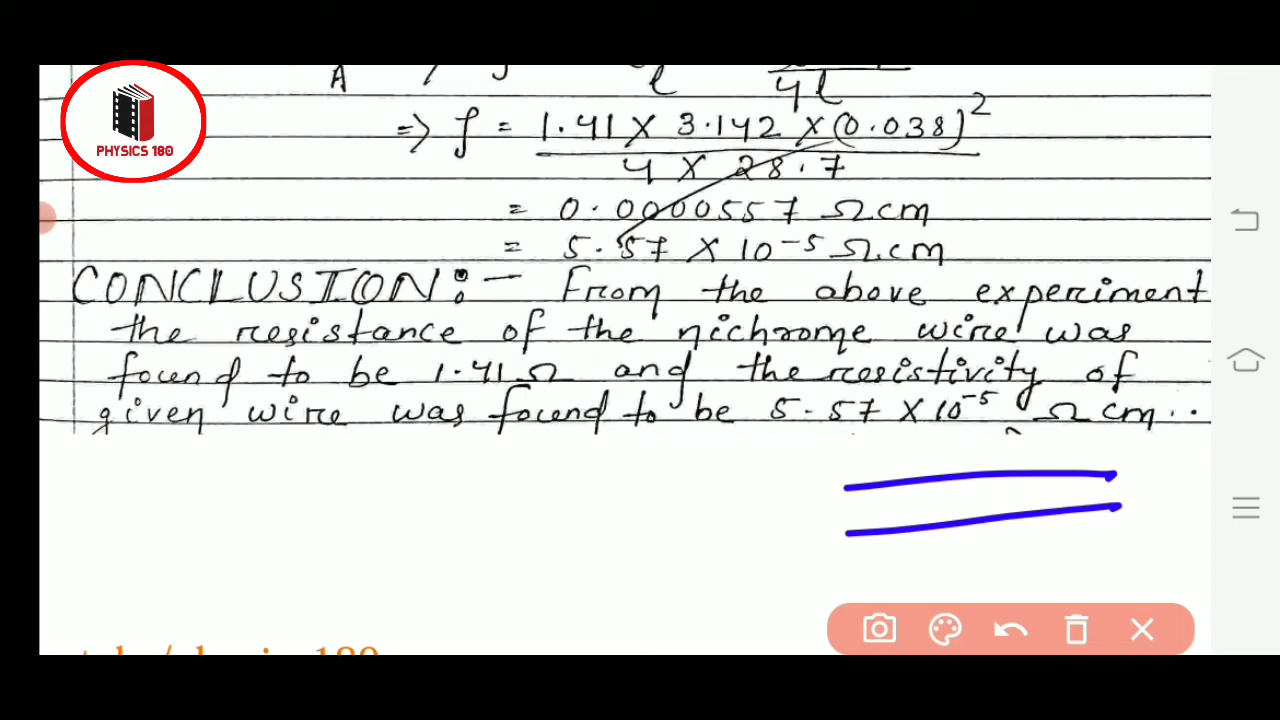 PHYSICS 180
A l 4l
=> ρ = 1.41 X 3.142 X (0.038)²
4 X 28.7
= 0.0000557 Ω cm
= 5.57 X 10⁻⁵ Ω.cm
CONCLUSION:- From the above experiment
the resistance of the nichrome wire was
found to be 1.41 Ω and the resistivity of
given wire was found to be 5.57 X 10⁻⁵ Ω cm..